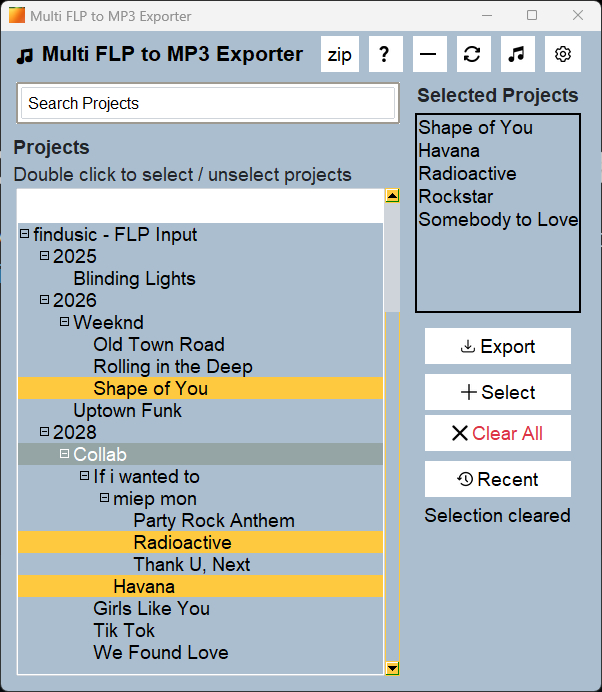 Multi FLP to MP3 Exporter
Multi FLP to MP3 Exporter
zip
?
Search Projects
Projects
Double click to select / unselect projects
findusic - FLP Input
2025
Blinding Lights
2026
Weeknd
Old Town Road
Rolling in the Deep
Shape of You
Uptown Funk
2028
Collab
If i wanted to
miep mon
Party Rock Anthem
Radioactive
Thank U, Next
Havana
Girls Like You
Tik Tok
We Found Love
Selected Projects
Shape of You
Havana
Radioactive
Rockstar
Somebody to Love
Export
Select
Clear All
Recent
Selection cleared